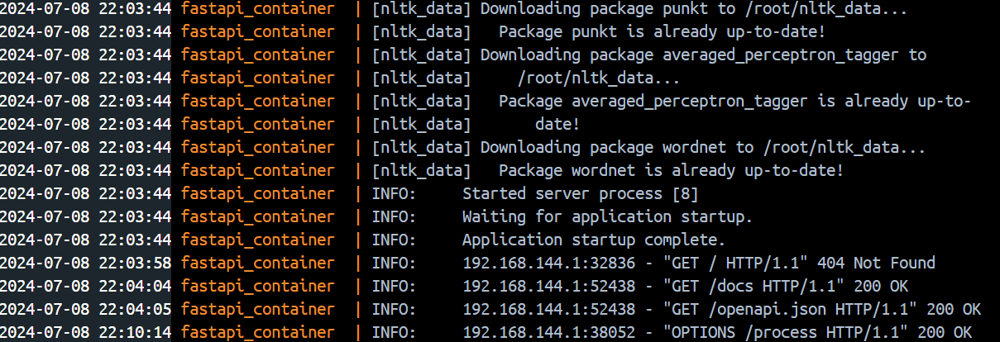 2024-07-08 22:03:44 fastapi_container | [nltk_data] Downloading package punkt to /root/nltk_data...
2024-07-08 22:03:44 fastapi_container | [nltk_data]   Package punkt is already up-to-date!
2024-07-08 22:03:44 fastapi_container | [nltk_data] Downloading package averaged_perceptron_tagger to
2024-07-08 22:03:44 fastapi_container | [nltk_data]     /root/nltk_data...
2024-07-08 22:03:44 fastapi_container | [nltk_data]   Package averaged_perceptron_tagger is already up-to-
2024-07-08 22:03:44 fastapi_container | [nltk_data]       date!
2024-07-08 22:03:44 fastapi_container | [nltk_data] Downloading package wordnet to /root/nltk_data...
2024-07-08 22:03:44 fastapi_container | [nltk_data]   Package wordnet is already up-to-date!
2024-07-08 22:03:44 fastapi_container | INFO:     Started server process [8]
2024-07-08 22:03:44 fastapi_container | INFO:     Waiting for application startup.
2024-07-08 22:03:44 fastapi_container | INFO:     Application startup complete.
2024-07-08 22:03:58 fastapi_container | INFO:     192.168.144.1:32836 - "GET / HTTP/1.1" 404 Not Found
2024-07-08 22:04:04 fastapi_container | INFO:     192.168.144.1:52438 - "GET /docs HTTP/1.1" 200 OK
2024-07-08 22:04:05 fastapi_container | INFO:     192.168.144.1:52438 - "GET /openapi.json HTTP/1.1" 200 OK
2024-07-08 22:10:14 fastapi_container | INFO:     192.168.144.1:38052 - "OPTIONS /process HTTP/1.1" 200 OK